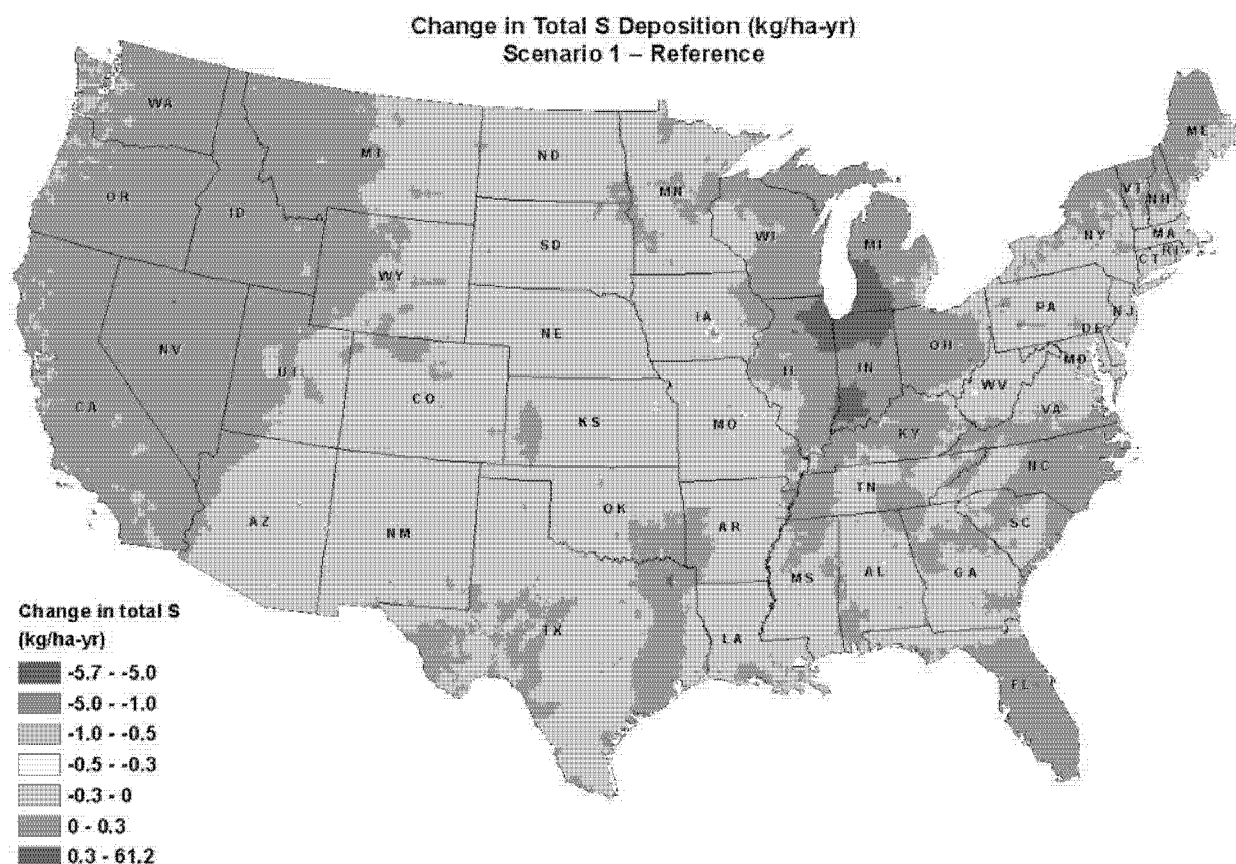 Change in Total S Deposition (kg/ha-yr)
Scenario 1 – Reference
WA
MT
ND
MN
ME
OR
ID
WY
SD
WI
MI
VT
NH
NY
MA
CT
RI
NV
UT
NE
IA
PA
NJ
CA
CO
KS
MO
IL
IN
OH
DE
MD
WV
VA
KY
NC
AZ
NM
OK
AR
TN
SC
MS
AL
GA
TX
LA
FL
Change in total S
(kg/ha-yr)
-5.7 - -5.0
-5.0 - -1.0
-1.0 - -0.5
-0.5 - -0.3
-0.3 - 0
0 - 0.3
0.3 - 61.2